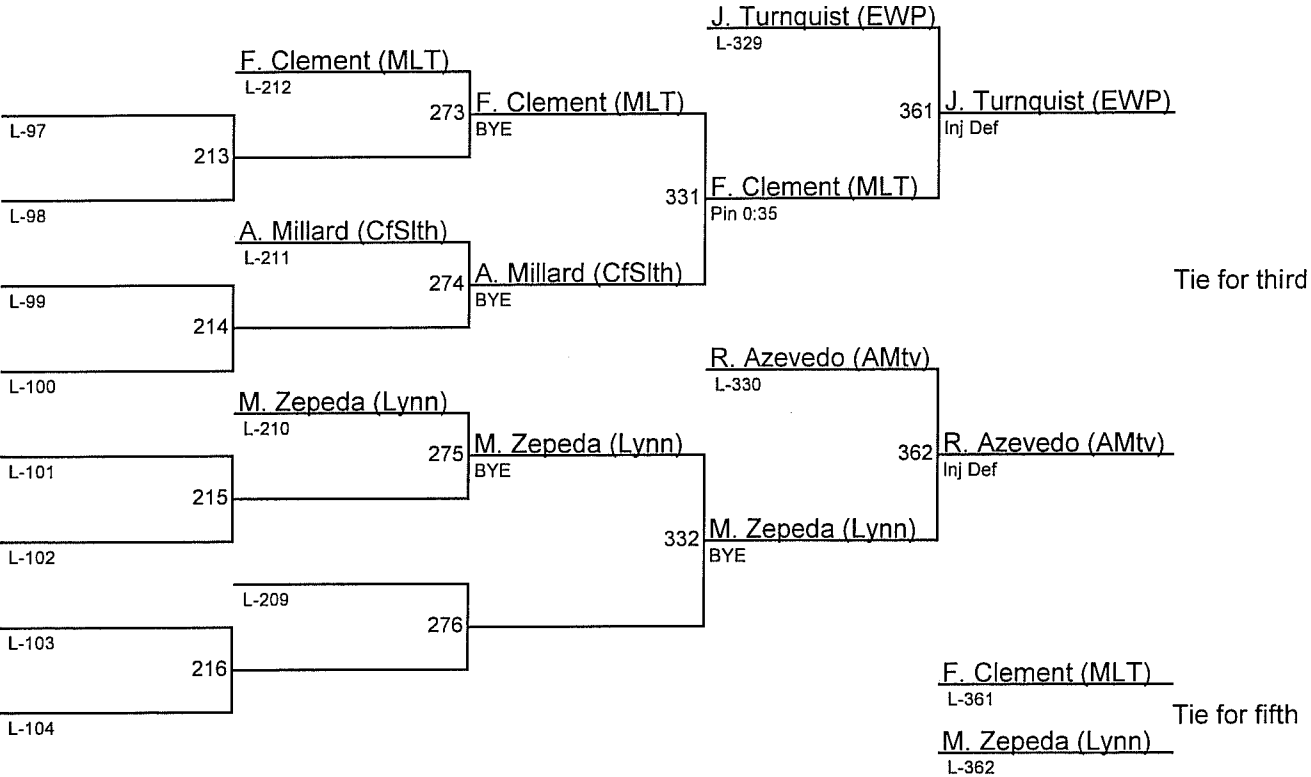 J. Turnquist (EWP)
L-329
F. Clement (MLT)
L-212
273
F. Clement (MLT)
BYE
361
J. Turnquist (EWP)
Inj Def
L-97
213
L-98
331
F. Clement (MLT)
Pin 0:35
A. Millard (CfSlth)
L-211
274
A. Millard (CfSlth)
BYE
Tie for third
L-99
214
L-100
R. Azevedo (AMtv)
L-330
M. Zepeda (Lynn)
L-210
275
M. Zepeda (Lynn)
BYE
362
R. Azevedo (AMtv)
Inj Def
L-101
215
L-102
332
M. Zepeda (Lynn)
BYE
L-209
276
L-103
216
L-104
F. Clement (MLT)
L-361
Tie for fifth
M. Zepeda (Lynn)
L-362